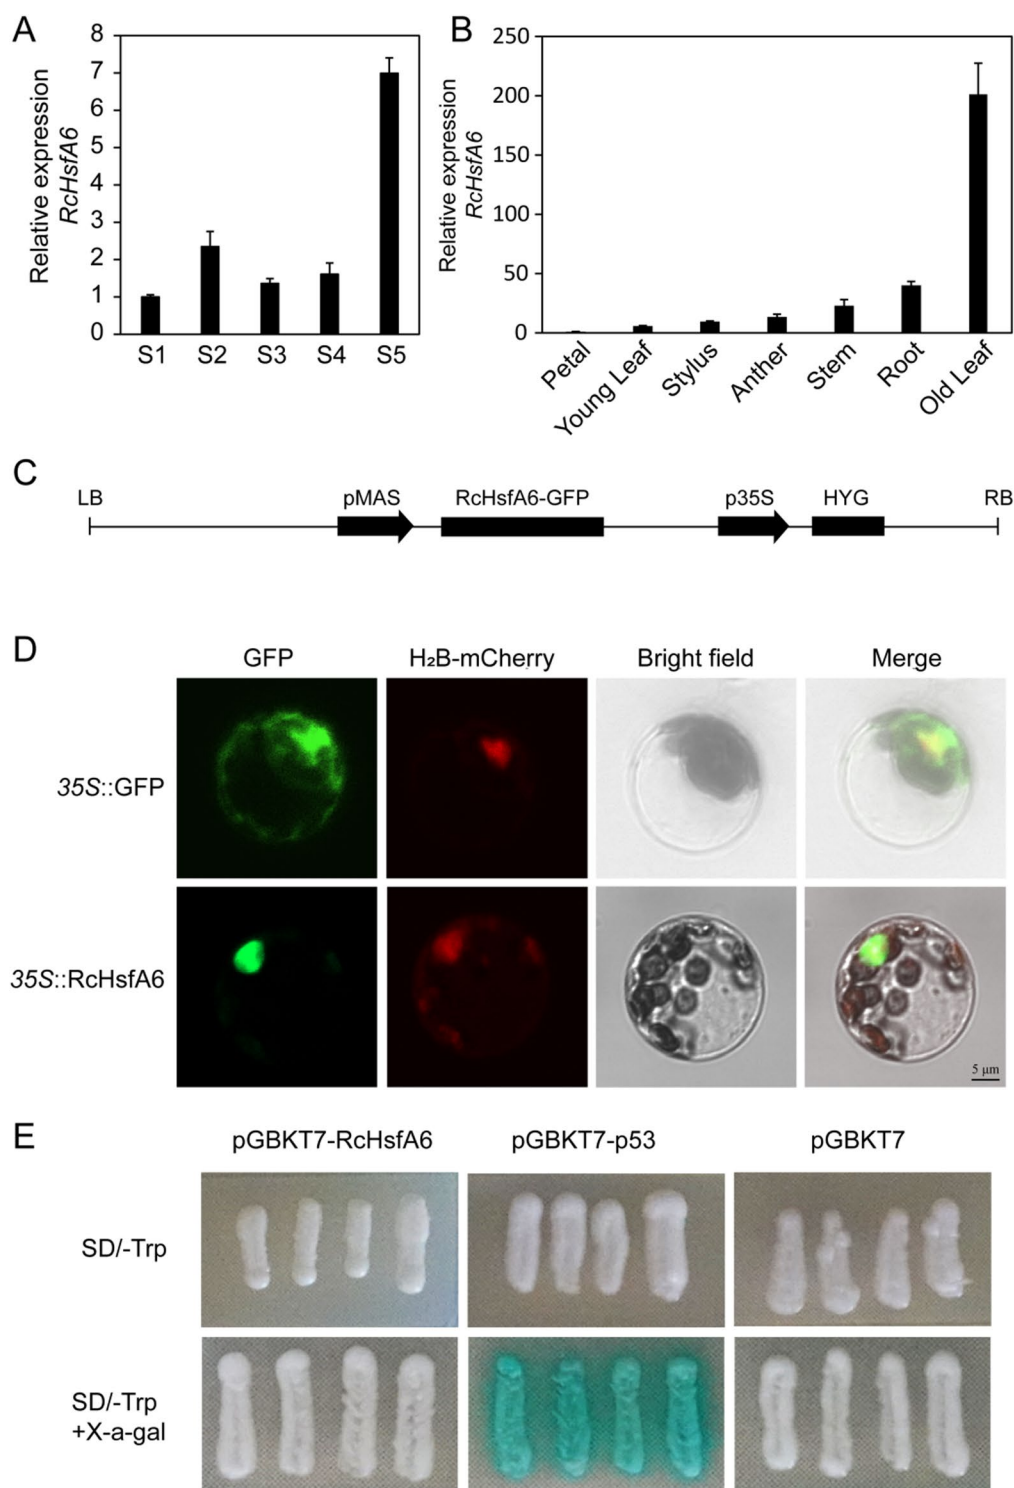 A
Relative expression
RcHsfA6
8
7
6
5
4
3
2
1
0
S1 S2 S3 S4 S5
B
Relative expression
RcHsfA6
250
200
150
100
50
0
Petal
Young Leaf
Stylus
Anther
Stem
Root
Old Leaf
C
LB pMAS RcHsfA6-GFP p35S HYG RB
D
GFP H₂B-mCherry Bright field Merge
35S::GFP
35S::RcHsfA6
5 μm
E
pGBKT7-RcHsfA6 pGBKT7-p53 pGBKT7
SD/-Trp
SD/-Trp
+X-a-gal